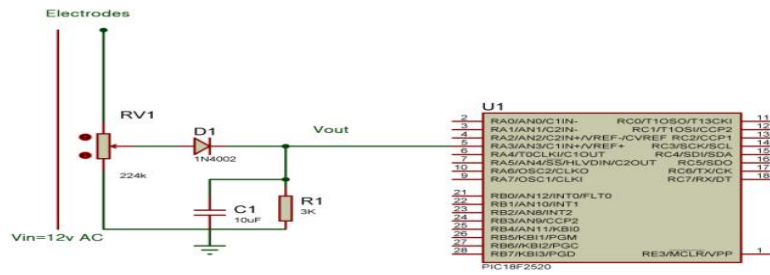 Electrodes
RV1
224k
Vin=12v AC
D1
1N4002
Vout
C1
10uF
R1
3K
U1
2 RA0/AN0/C1IN- RC0/T1OSO/T13CKI 11
3 RA1/AN1/C2IN- RC1/T1OSI/CCP2 12
4 RA2/AN2/C2IN+/VREF-/CVREF RC2/CCP1 13
5 RA3/AN3/C1IN+/VREF+ RC3/SCK/SCL 14
6 RA4/T0CLKI/C1OUT RC4/SDI/SDA 15
7 RA5/AN4/SS/HLVDIN/C2OUT RC5/SDO 16
10 RA6/OSC2/CLKO RC6/TX/CK 17
9 RA7/OSC1/CLKI RC7/RX/DT 18
21 RB0/AN12/INT0/FLT0
22 RB1/AN10/INT1
23 RB2/AN8/INT2
24 RB3/AN9/CCP2
25 RB4/AN11/KBI0
26 RB5/KBI1/PGM
27 RB6//KBI2/PGC
28 RB7/KBI3/PGD RE3/MCLR/VPP 1
PIC18F2520